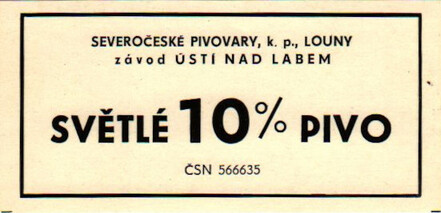 SEVEROČESKÉ PIVOVARY, k. p., LOUNY
závod ÚSTÍ NAD LABEM
SVĚTLÉ 10% PIVO
ČSN 566635